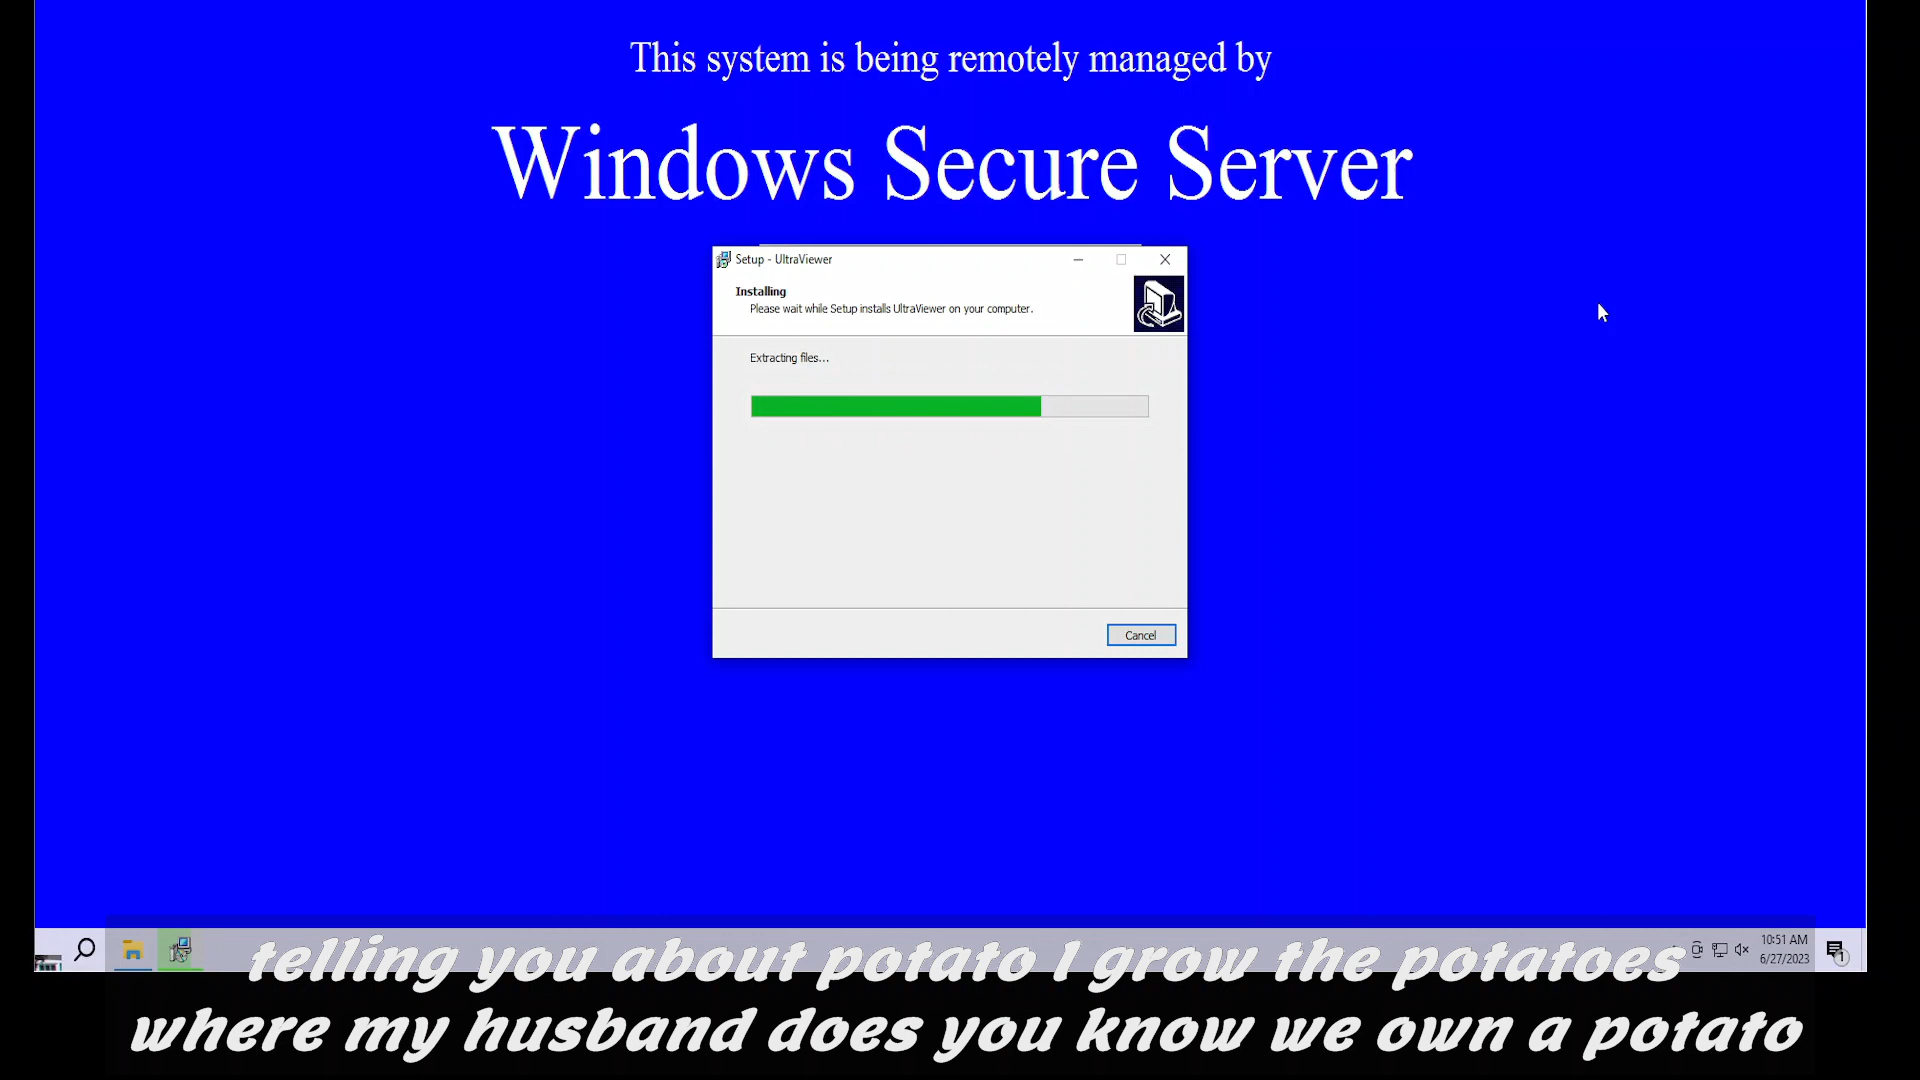 This system is being remotely managed by
Windows Secure Server
Setup - UltraViewer
Installing
Please wait while Setup installs UltraViewer on your computer.
Extracting files...
Cancel
10:51 AM
6/27/2023
1
telling you about potato I grow the potatoes
where my husband does you know we own a potato